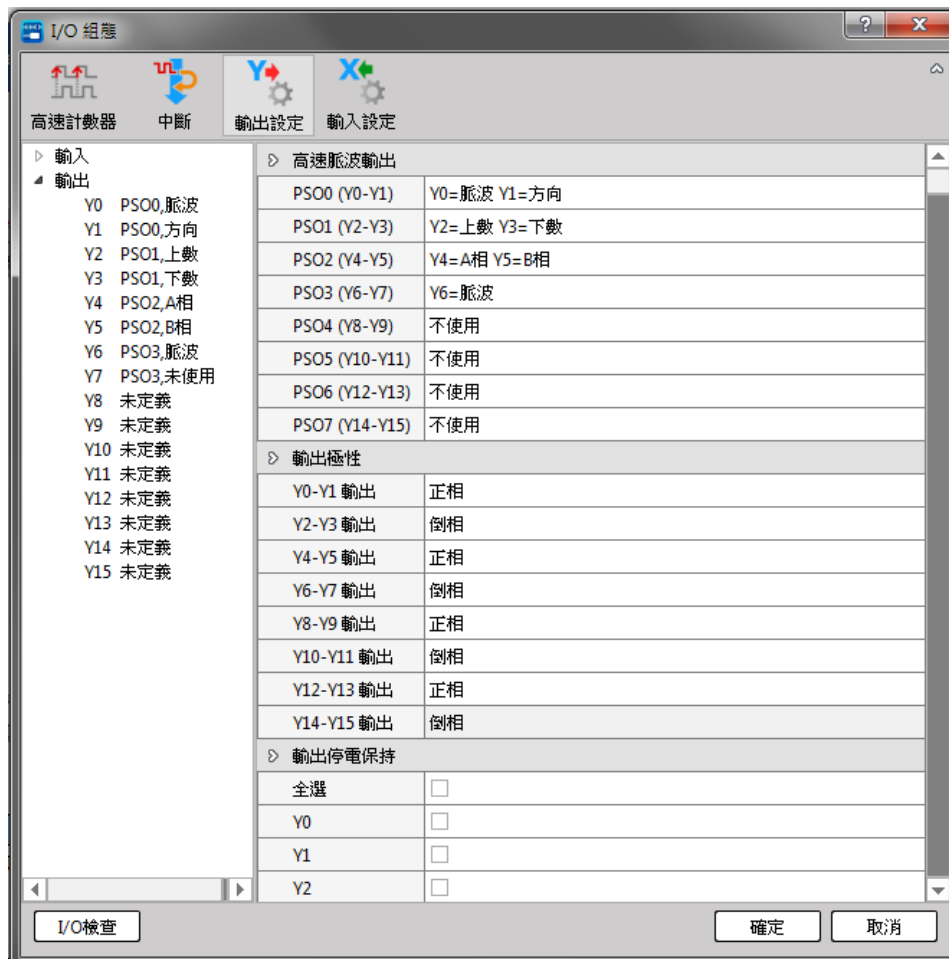 I/O 組態
?
X
高速計數器 中斷 輸出設定 輸入設定
輸入
輸出
Y0 PSO0,脈波
Y1 PSO0,方向
Y2 PSO1,上數
Y3 PSO1,下數
Y4 PSO2,A相
Y5 PSO2,B相
Y6 PSO3,脈波
Y7 PSO3,未使用
Y8 未定義
Y9 未定義
Y10 未定義
Y11 未定義
Y12 未定義
Y13 未定義
Y14 未定義
Y15 未定義
高速脈波輸出
PSO0 (Y0-Y1) Y0=脈波 Y1=方向
PSO1 (Y2-Y3) Y2=上數 Y3=下數
PSO2 (Y4-Y5) Y4=A相 Y5=B相
PSO3 (Y6-Y7) Y6=脈波
PSO4 (Y8-Y9) 不使用
PSO5 (Y10-Y11) 不使用
PSO6 (Y12-Y13) 不使用
PSO7 (Y14-Y15) 不使用
輸出極性
Y0-Y1 輸出 正相
Y2-Y3 輸出 倒相
Y4-Y5 輸出 正相
Y6-Y7 輸出 倒相
Y8-Y9 輸出 正相
Y10-Y11 輸出 倒相
Y12-Y13 輸出 正相
Y14-Y15 輸出 倒相
輸出停電保持
全選
Y0
Y1
Y2
I/O檢查 確定 取消